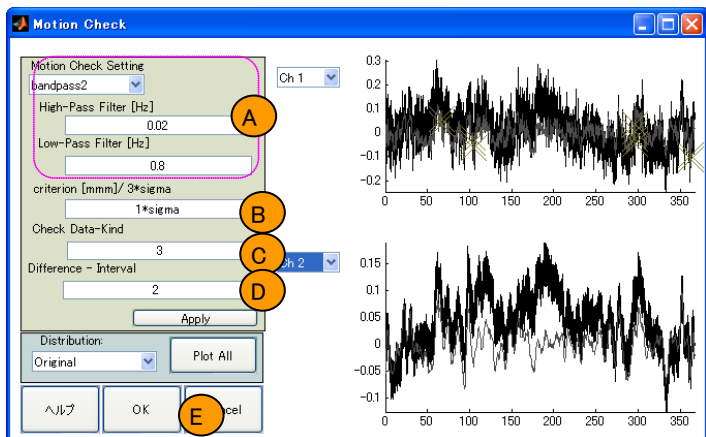 Motion Check
Motion Check Setting
bandpass2
High-Pass Filter [Hz]
0.02
Low-Pass Filter [Hz]
0.8
A
criterion [mmm]/ 3*sigma
1*sigma
B
Check Data-Kind
3
C
Difference - Interval
2
D
Apply
Distribution:
Original
Plot All
ヘルプ
OK
E
Ch 1
0.3
0.2
0.1
0
-0.1
-0.2
0 50 100 150 200 250 300 350
0.15
0.1
0.05
0
-0.05
-0.1
0 50 100 150 200 250 300 350